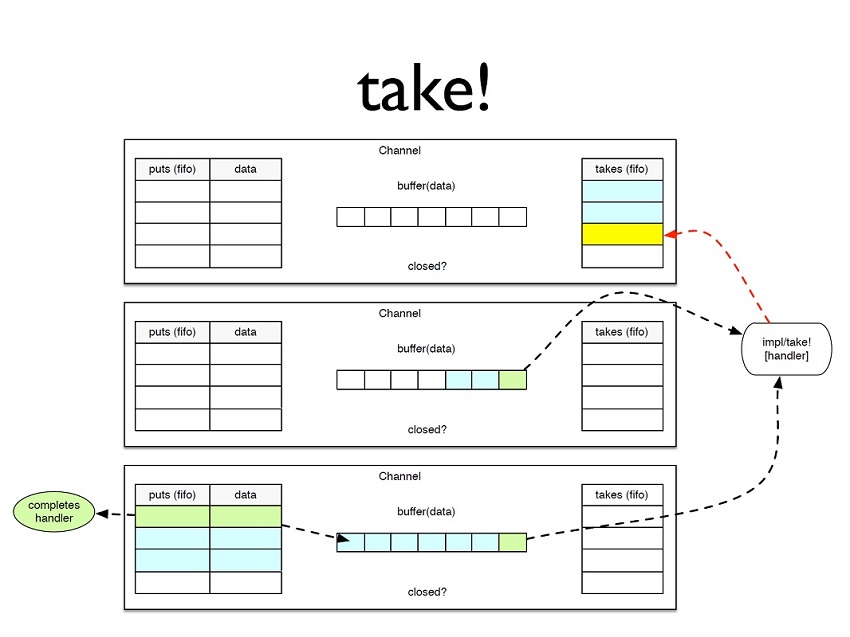 take!
Channel
puts (fifo) data
buffer(data)
takes (fifo)
closed?
Channel
puts (fifo) data
buffer(data)
takes (fifo)
closed?
impl/take!
[handler]
Channel
puts (fifo) data
buffer(data)
takes (fifo)
closed?
completes
handler